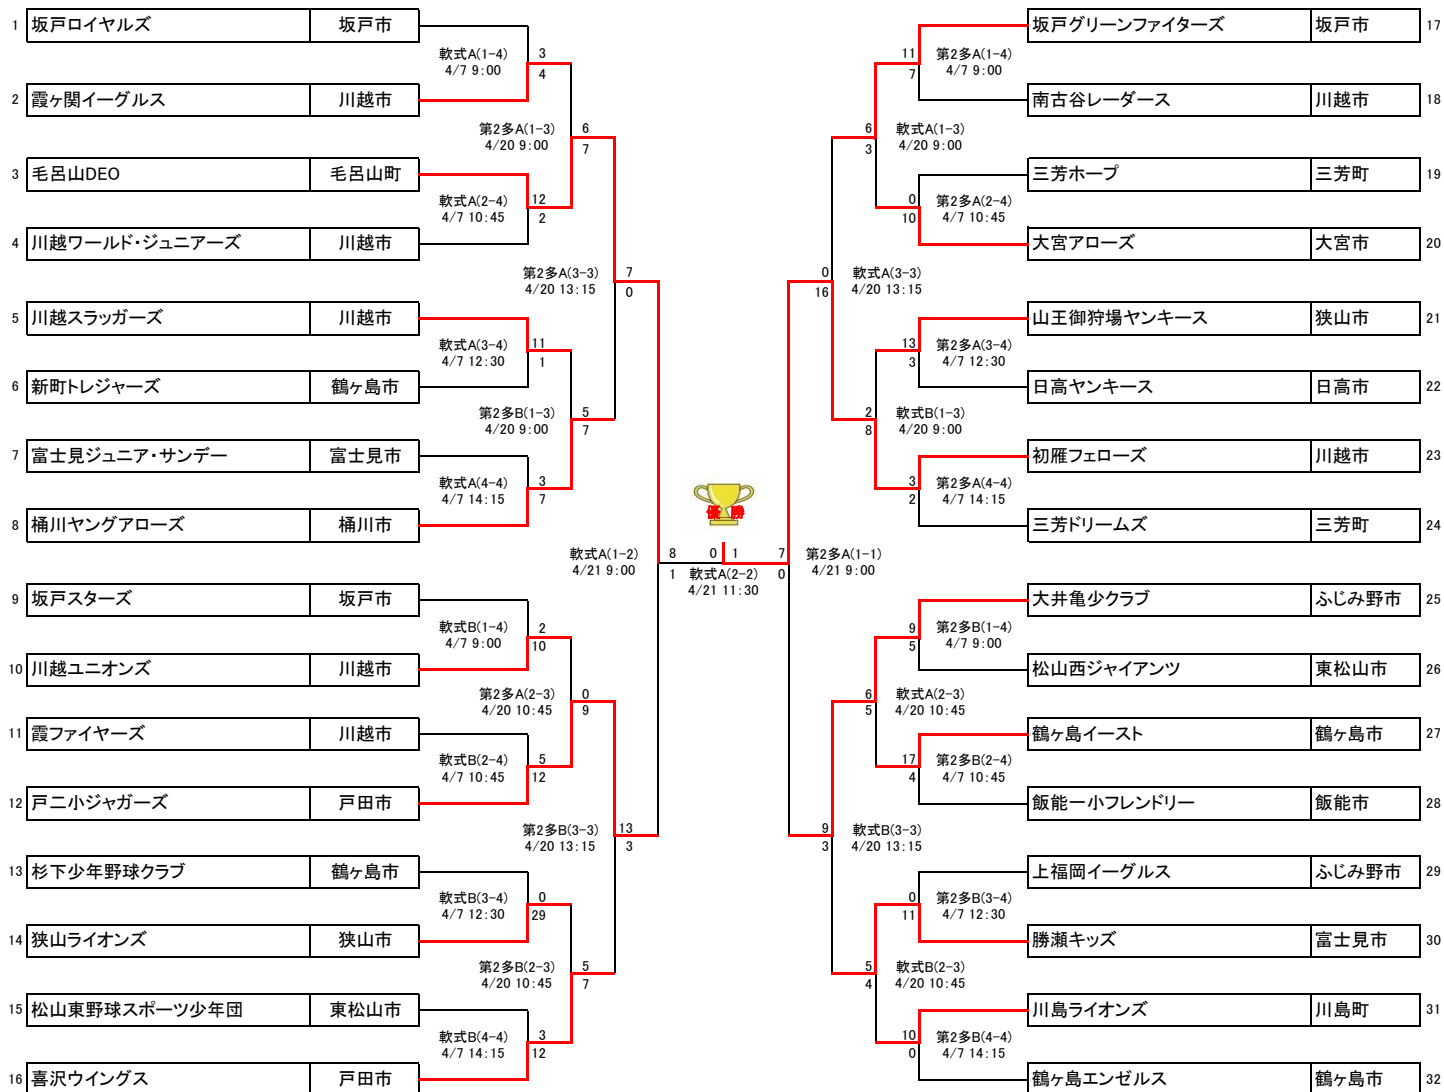 1 坂戸ロイヤルズ 坂戸市
軟式A(1-4) 3
4/7 9:00 4
2 霞ヶ関イーグルス 川越市
第2多A(1-3) 6
4/20 9:00 7
3 毛呂山DEO 毛呂山町
軟式A(2-4) 12
4/7 10:45 2
4 川越ワールド・ジュニアーズ 川越市
第2多A(3-3) 7
4/20 13:15 0
5 川越スラッガーズ 川越市
軟式A(3-4) 11
4/7 12:30 1
6 新町トレジャーズ 鶴ヶ島市
第2多B(1-3) 5
4/20 9:00 7
7 富士見ジュニア・サンデー 富士見市
軟式A(4-4) 3
4/7 14:15 7
8 桶川ヤングアローズ 桶川市
軟式A(1-2) 8
4/21 9:00 1
9 坂戸スターズ 坂戸市
軟式B(1-4) 2
4/7 9:00 10
10 川越ユニオンズ 川越市
第2多A(2-3) 0
4/20 10:45 9
11 霞ファイヤーズ 川越市
軟式B(2-4) 5
4/7 10:45 12
12 戸二小ジャガーズ 戸田市
第2多B(3-3) 13
4/20 13:15 3
13 杉下少年野球クラブ 鶴ヶ島市
軟式B(3-4) 0
4/7 12:30 29
14 狭山ライオンズ 狭山市
第2多B(2-3) 5
4/20 10:45 7
15 松山東野球スポーツ少年団 東松山市
軟式B(4-4) 3
4/7 14:15 12
16 喜沢ウイングス 戸田市
優勝
0 1
軟式A(2-2)
4/21 11:30
坂戸グリーンファイターズ 坂戸市 17
11 第2多A(1-4)
7 4/7 9:00
南古谷レーダース 川越市 18
6 軟式A(1-3)
3 4/20 9:00
三芳ホープ 三芳町 19
0 第2多A(2-4)
10 4/7 10:45
大宮アローズ 大宮市 20
0 軟式A(3-3)
16 4/20 13:15
山王御狩場ヤンキース 狭山市 21
13 第2多A(3-4)
3 4/7 12:30
日高ヤンキース 日高市 22
2 軟式B(1-3)
8 4/20 9:00
初雁フェローズ 川越市 23
3 第2多A(4-4)
2 4/7 14:15
三芳ドリームズ 三芳町 24
7 第2多A(1-1)
0 4/21 9:00
大井亀少クラブ ふじみ野市 25
9 第2多B(1-4)
5 4/7 9:00
松山西ジャイアンツ 東松山市 26
6 軟式A(2-3)
5 4/20 10:45
鶴ヶ島イースト 鶴ヶ島市 27
17 第2多B(2-4)
4 4/7 10:45
飯能一小フレンドリー 飯能市 28
9 軟式B(3-3)
3 4/20 13:15
上福岡イーグルス ふじみ野市 29
0 第2多B(3-4)
11 4/7 12:30
勝瀬キッズ 富士見市 30
5 軟式B(2-3)
4 4/20 10:45
川島ライオンズ 川島町 31
10 第2多B(4-4)
0 4/7 14:15
鶴ヶ島エンゼルス 鶴ヶ島市 32